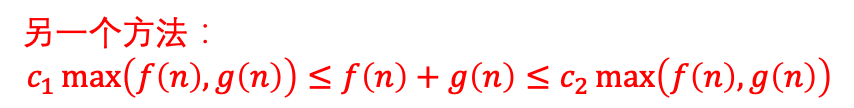 另一个方法：
c₁ max(f(n), g(n)) ≤ f(n) + g(n) ≤ c₂ max(f(n), g(n))